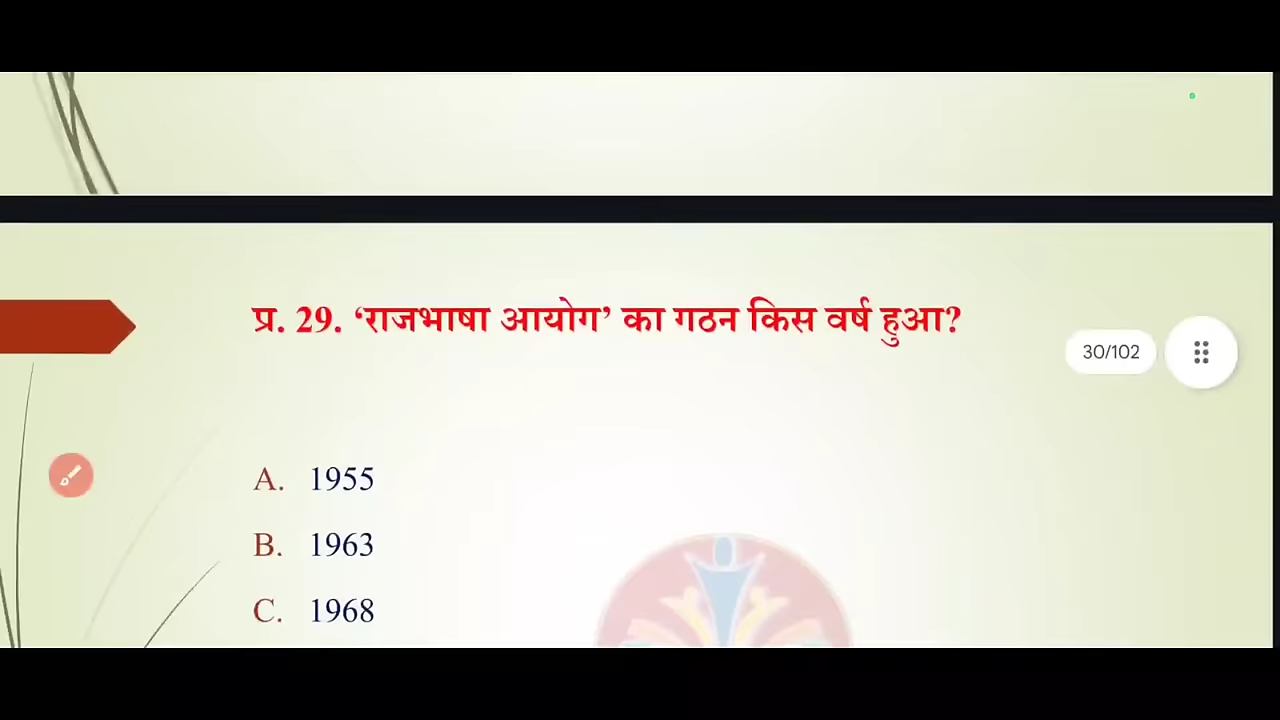 प्र. 29. ‘राजभाषा आयोग’ का गठन किस वर्ष हुआ?
30/102
A. 1955
B. 1963
C. 1968